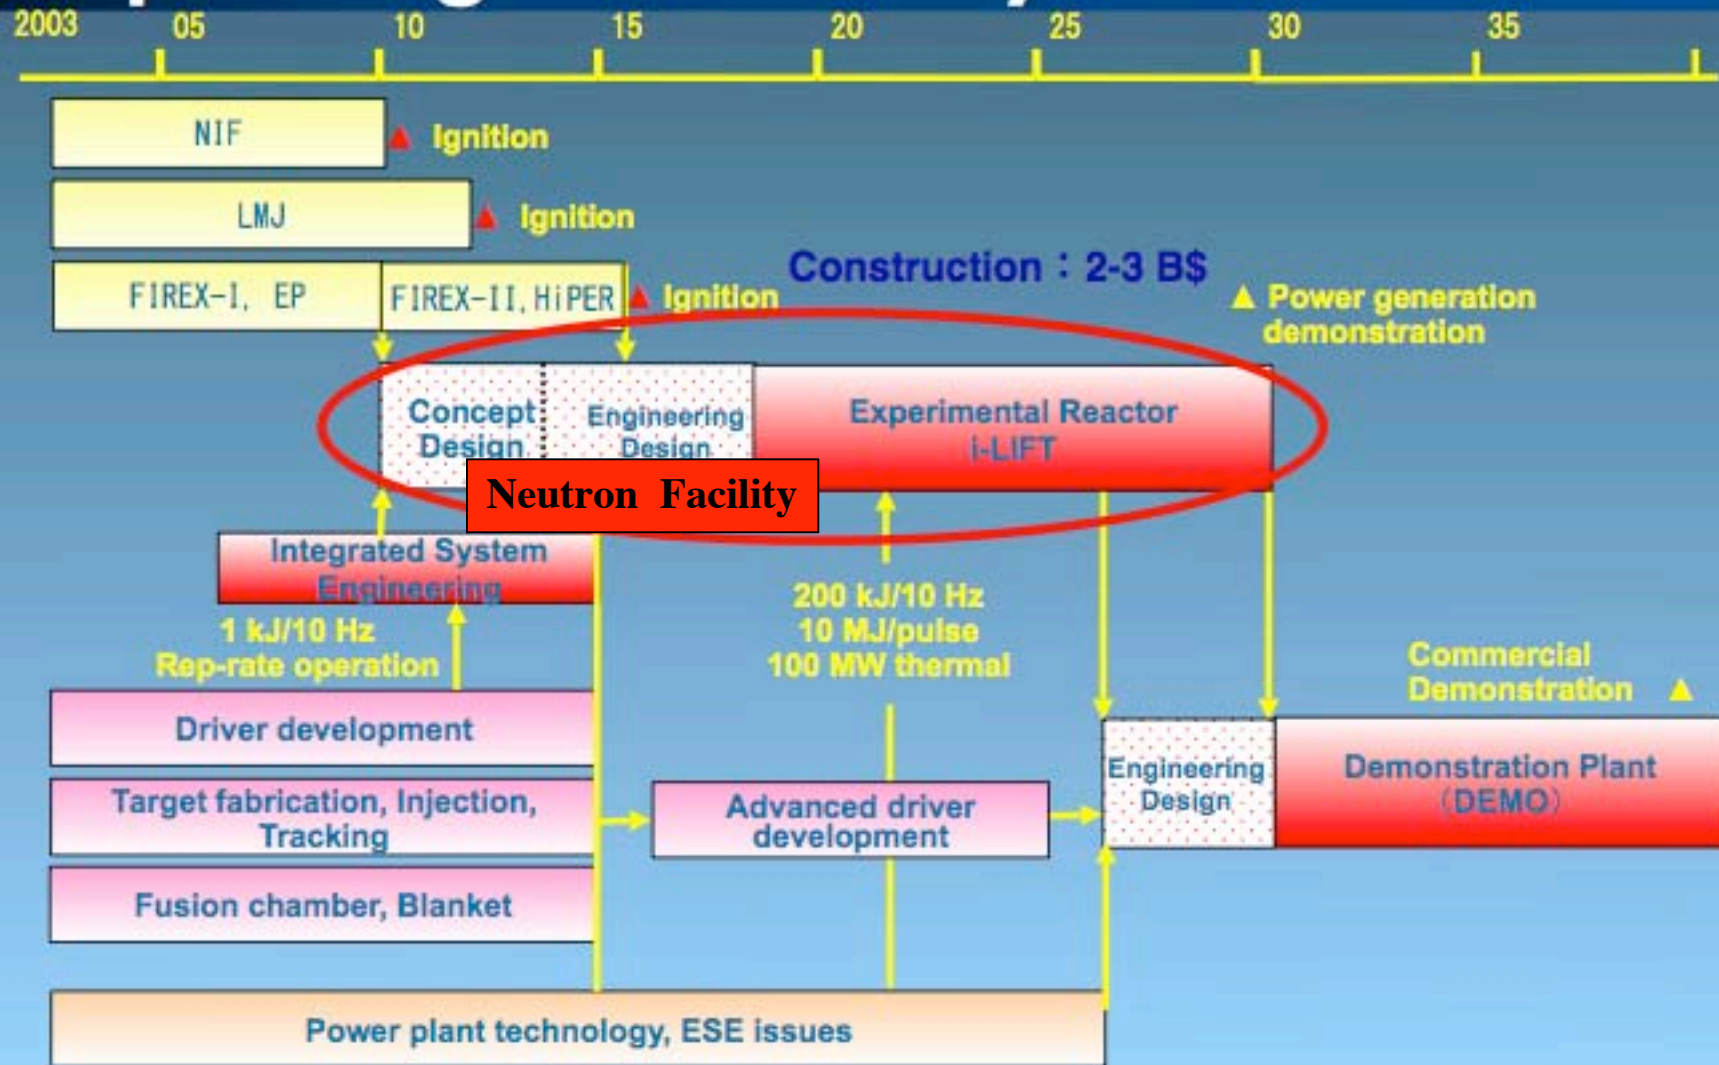 2003 05 10 15 20 25 30 35
NIF
Ignition
LMJ
Ignition
Construction : 2-3 B$
FIREX-I, EP
FIREX-II, HiPER
Ignition
Power generation
demonstration
Concept
Design
Engineering
Design
Experimental Reactor
i-LIFT
Neutron Facility
Integrated System
Engineering
1 kJ/10 Hz
Rep-rate operation
200 kJ/10 Hz
10 MJ/pulse
100 MW thermal
Commercial
Demonstration
Driver development
Target fabrication, Injection,
Tracking
Advanced driver
development
Engineering
Design
Demonstration Plant
(DEMO)
Fusion chamber, Blanket
Power plant technology, ESE issues